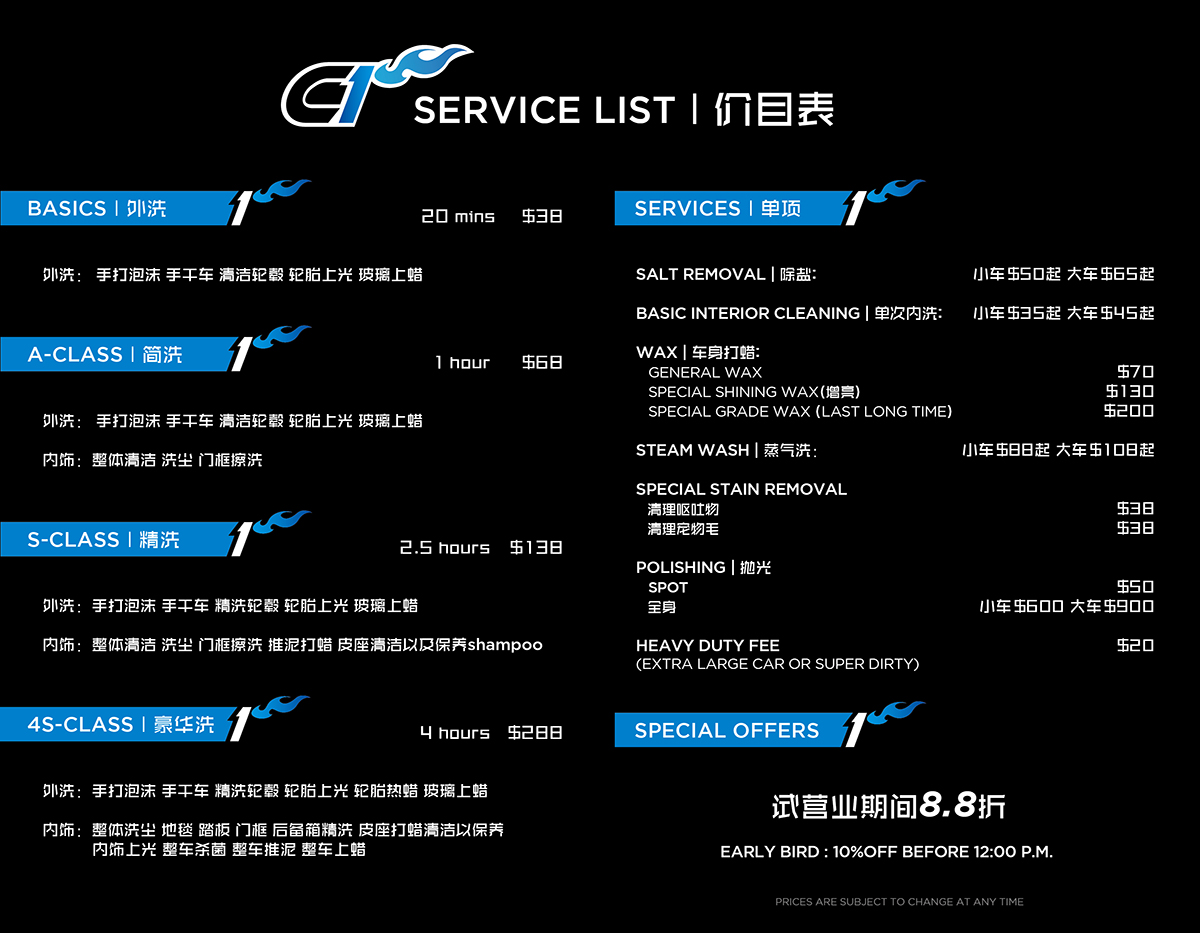 C1 SERVICE LIST | 价目表
BASICS | 外洗 1
20 mins $38
外洗： 手打泡沫 手干车 清洁轮毂 轮胎上光 玻璃上蜡
A-CLASS | 简洗 1
1 hour $68
外洗： 手打泡沫 手干车 清洁轮毂 轮胎上光 玻璃上蜡
内饰：整体清洁 洗尘 门框擦洗
S-CLASS | 精洗 1
2.5 hours $138
外洗：手打泡沫 手干车 精洗轮毂 轮胎上光 玻璃上蜡
内饰：整体清洁 洗尘 门框擦洗 推泥打蜡 皮座清洁以及保养shampoo
4S-CLASS | 豪华洗 1
4 hours $288
外洗：手打泡沫 手干车 精洗轮毂 轮胎上光 轮胎热蜡 玻璃上蜡
内饰：整体洗尘 地毯 踏板 门框 后备箱精洗 皮座打蜡清洁以保养
内饰上光 整车杀菌 整车推泥 整车上蜡
SERVICES | 单项 1
SALT REMOVAL | 除盐: 小车$50起 大车$65起
BASIC INTERIOR CLEANING | 单次内洗: 小车$35起 大车$45起
WAX | 车身打蜡:
GENERAL WAX $70
SPECIAL SHINING WAX(增亮) $130
SPECIAL GRADE WAX (LAST LONG TIME) $200
STEAM WASH | 蒸气洗： 小车$88起 大车$108起
SPECIAL STAIN REMOVAL
清理呕吐物 $38
清理宠物毛 $38
POLISHING | 抛光
SPOT $50
全身 小车$600 大车$900
HEAVY DUTY FEE $20
(EXTRA LARGE CAR OR SUPER DIRTY)
SPECIAL OFFERS 1
试营业期间8.8折
EARLY BIRD : 10%OFF BEFORE 12:00 P.M.
PRICES ARE SUBJECT TO CHANGE AT ANY TIME